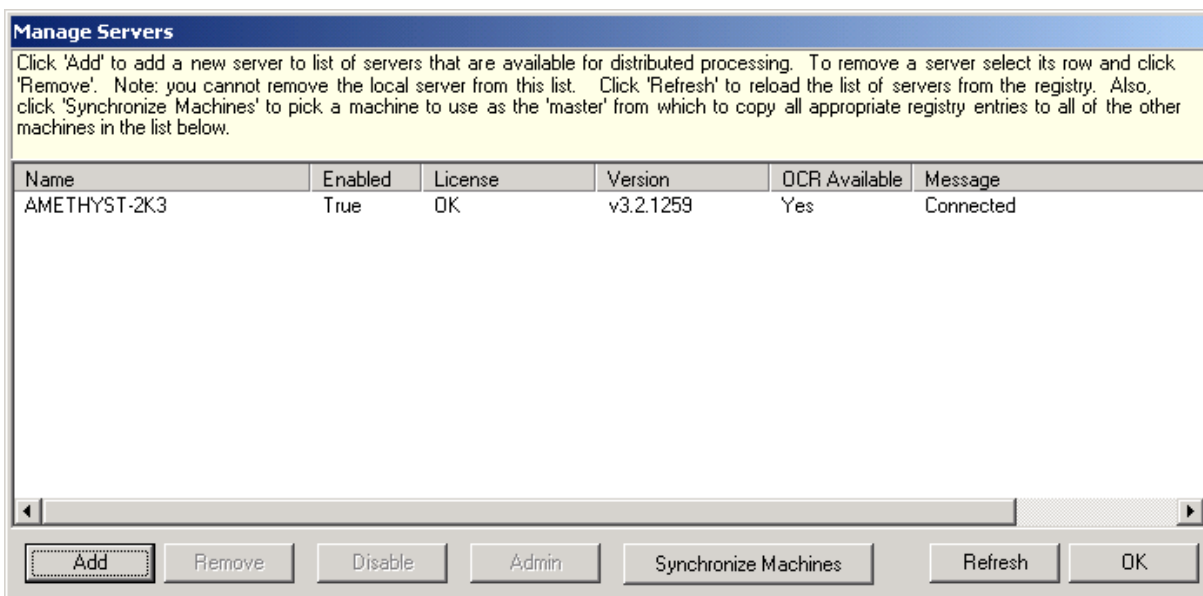 Manage Servers
Click 'Add' to add a new server to list of servers that are available for distributed processing.  To remove a server select its row and click
'Remove'.  Note: you cannot remove the local server from this list.   Click 'Refresh' to reload the list of servers from the registry.  Also,
click 'Synchronize Machines' to pick a machine to use as the 'master' from which to copy all appropriate registry entries to all of the other
machines in the list below.
Name Enabled License Version OCR Available Message
AMETHYST-2K3 True OK v3.2.1259 Yes Connected
Add Remove Disable Admin Synchronize Machines Refresh OK